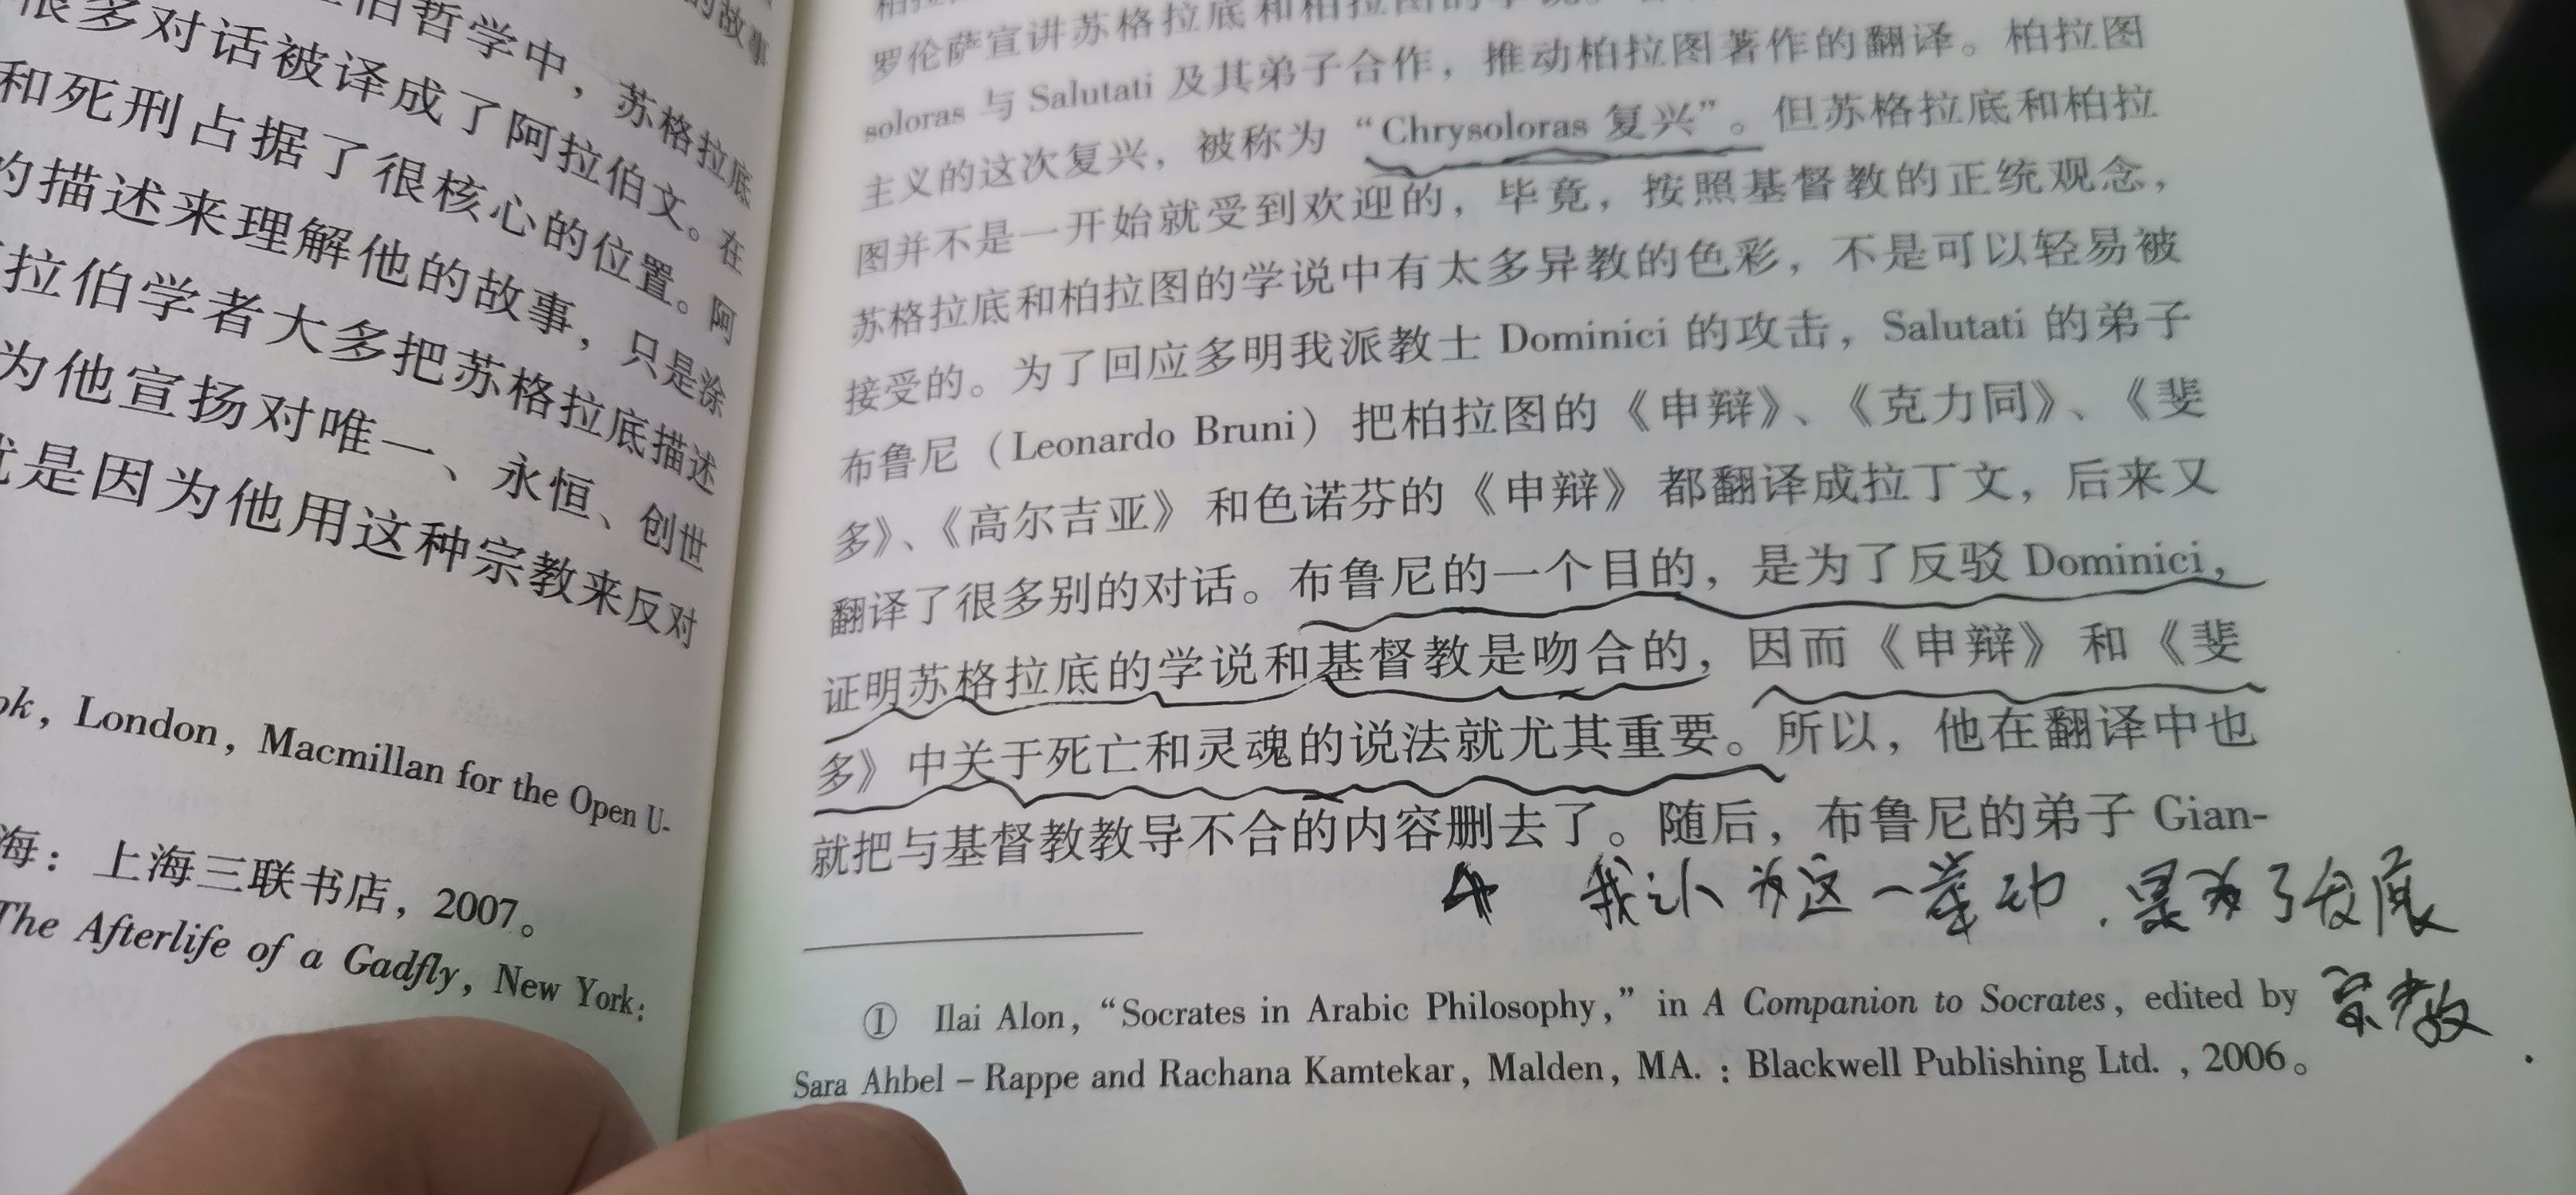 的故事
伯哲学中，苏格拉底
很多对话被译成了阿拉伯文。在
和死刑占据了很核心的位置。阿
的描述来理解他的故事，只是涂
拉伯学者大多把苏格拉底描述
为他宣扬对唯一、永恒、创世
就是因为他用这种宗教来反对
ok, London, Macmillan for the Open U-
海：上海三联书店，2007。
The Afterlife of a Gadfly, New York:
罗伦萨宣讲苏格拉底和柏拉图的学说。
soloras 与 Salutati 及其弟子合作，推动柏拉图著作的翻译。柏拉图
主义的这次复兴，被称为“Chrysoloras 复兴”。但苏格拉底和柏拉
图并不是一开始就受到欢迎的，毕竟，按照基督教的正统观念，
苏格拉底和柏拉图的学说中有太多异教的色彩，不是可以轻易被
接受的。为了回应多明我派教士 Dominici 的攻击，Salutati 的弟子
布鲁尼（Leonardo Bruni）把柏拉图的《申辩》、《克力同》、《斐
多》、《高尔吉亚》和色诺芬的《申辩》都翻译成拉丁文，后来又
翻译了很多别的对话。布鲁尼的一个目的，是为了反驳 Dominici，
证明苏格拉底的学说和基督教是吻合的，因而《申辩》和《斐
多》中关于死亡和灵魂的说法就尤其重要。所以，他在翻译中也
就把与基督教教导不合的内容删去了。随后，布鲁尼的弟子 Gian-
我认为这一举动，是为了发展
宗教
① Ilai Alon, “Socrates in Arabic Philosophy,” in A Companion to Socrates, edited by
Sara Ahbel – Rappe and Rachana Kamtekar, Malden, MA. : Blackwell Publishing Ltd. , 2006。